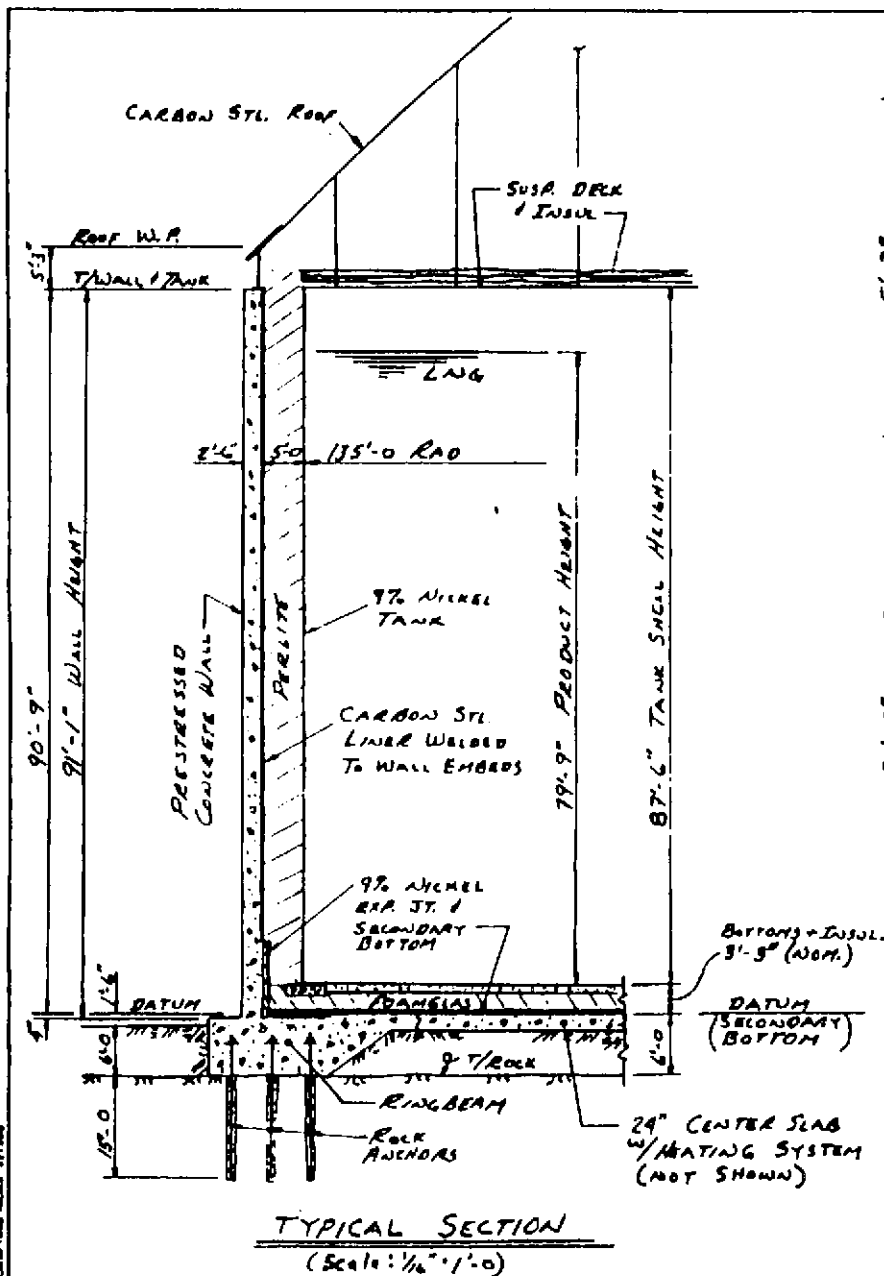 CARBON STL. ROOF
SUSP. DECK
& INSUL
ROOF W.P.
5'-3"
T/WALL & TANK
LNG
2'-6"
5'-0
135'-0 RAD
90'-9"
91'-1" WALL HEIGHT
PRESTRESSED
CONCRETE WALL
PERLITE
9% NICKEL
TANK
CARBON STL.
LINER WELDED
TO WALL EMBEDS
79'-9" PRODUCT HEIGHT
87'-6" TANK SHELL HEIGHT
9% NICKEL
EXP. JT. &
SECONDARY
BOTTOM
BOTTOMS + INSUL.
3'-3" (NOM.)
1'-6"
DATUM
FOAMGLAS
DATUM
(SECONDARY
BOTTOM)
4"
6'-0
6'-0
T/ROCK
RINGBEAM
15'-0
ROCK
ANCHORS
24" CENTER SLAB
W/HEATING SYSTEM
(NOT SHOWN)
TYPICAL SECTION
(Scale: 1/16" = 1'-0)